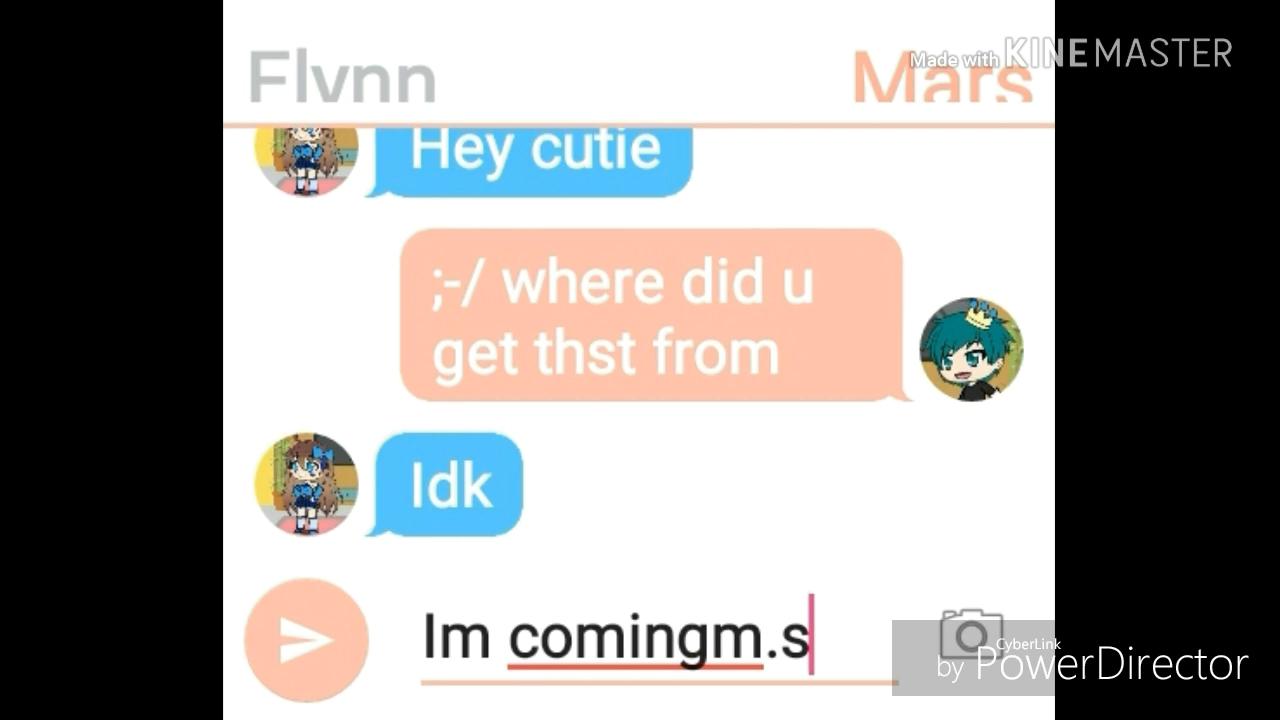 Flynn
Mars
Made with KINEMASTER
Hey cutie
;-/ where did u
get thst from
Idk
Im comingm.s
CyberLink
by PowerDirector